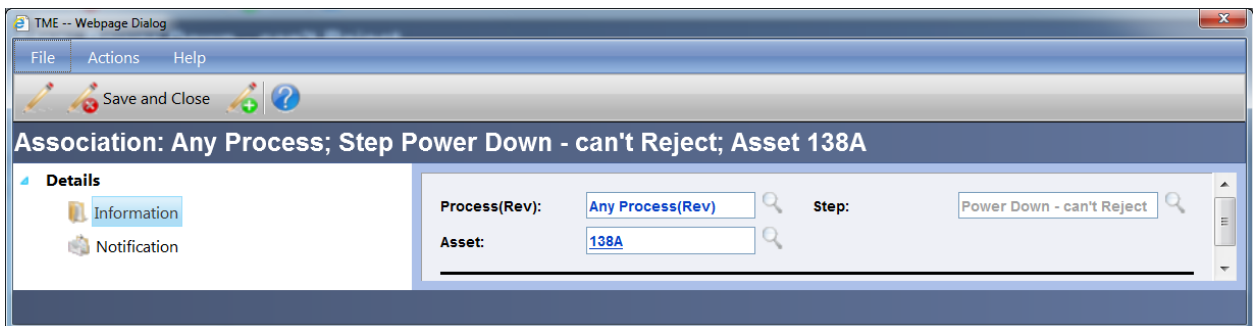 TME -- Webpage Dialog
File Actions Help
Save and Close
Association: Any Process; Step Power Down - can't Reject; Asset 138A
Details
Information
Notification
Process(Rev): Any Process(Rev) Step: Power Down - can't Reject
Asset: 138A